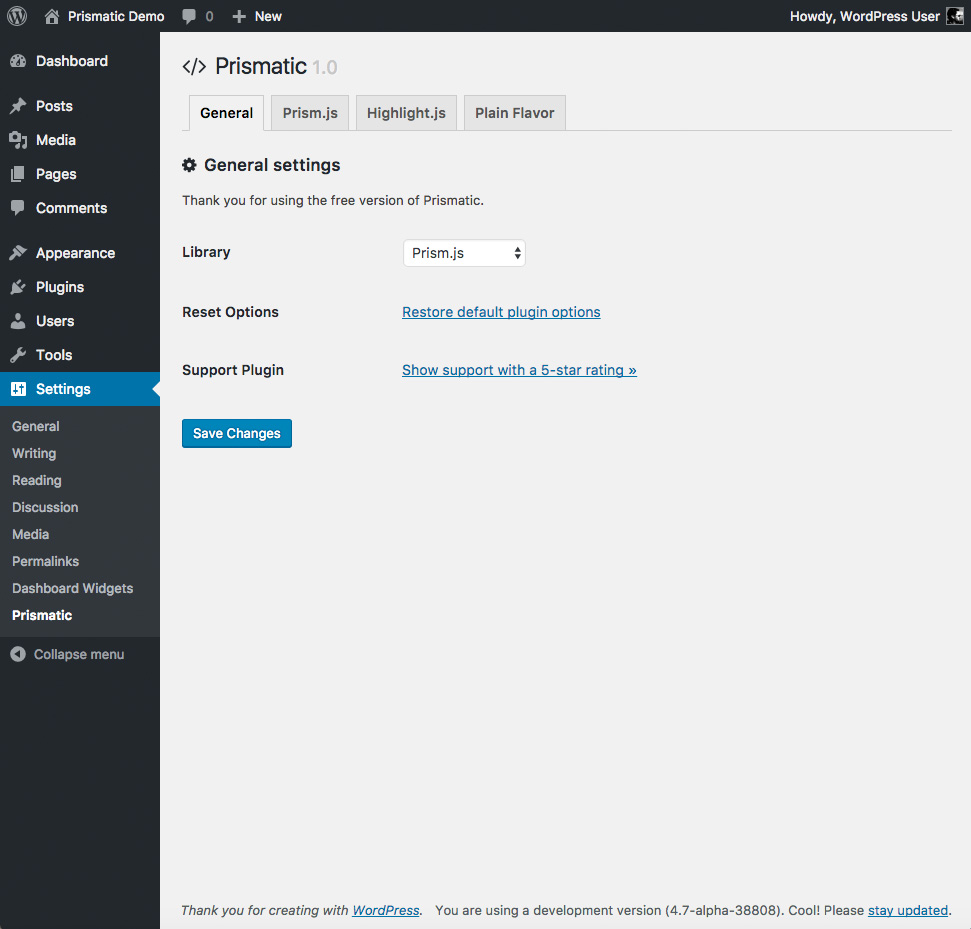 Prismatic Demo 0 New Howdy, WordPress User
Dashboard
Posts
Media
Pages
Comments
Appearance
Plugins
Users
Tools
Settings
General
Writing
Reading
Discussion
Media
Permalinks
Dashboard Widgets
Prismatic
Collapse menu
</> Prismatic 1.0
General Prism.js Highlight.js Plain Flavor
General settings
Thank you for using the free version of Prismatic.
Library Prism.js
Reset Options Restore default plugin options
Support Plugin Show support with a 5-star rating »
Save Changes
Thank you for creating with WordPress. You are using a development version (4.7-alpha-38808). Cool! Please stay updated.